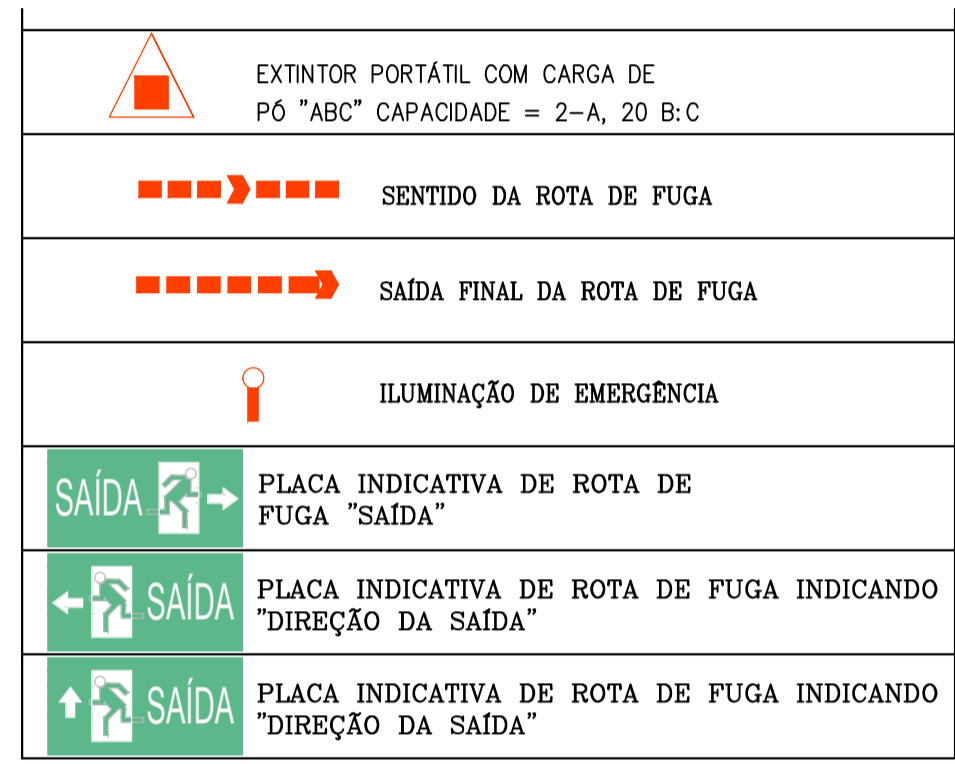 EXTINTOR PORTÁTIL COM CARGA DE
PÓ "ABC" CAPACIDADE = 2-A, 20 B:C
SENTIDO DA ROTA DE FUGA
SAÍDA FINAL DA ROTA DE FUGA
ILUMINAÇÃO DE EMERGÊNCIA
SAÍDA
PLACA INDICATIVA DE ROTA DE
FUGA "SAÍDA"
SAÍDA
PLACA INDICATIVA DE ROTA DE FUGA INDICANDO
"DIREÇÃO DA SAÍDA"
SAÍDA
PLACA INDICATIVA DE ROTA DE FUGA INDICANDO
"DIREÇÃO DA SAÍDA"